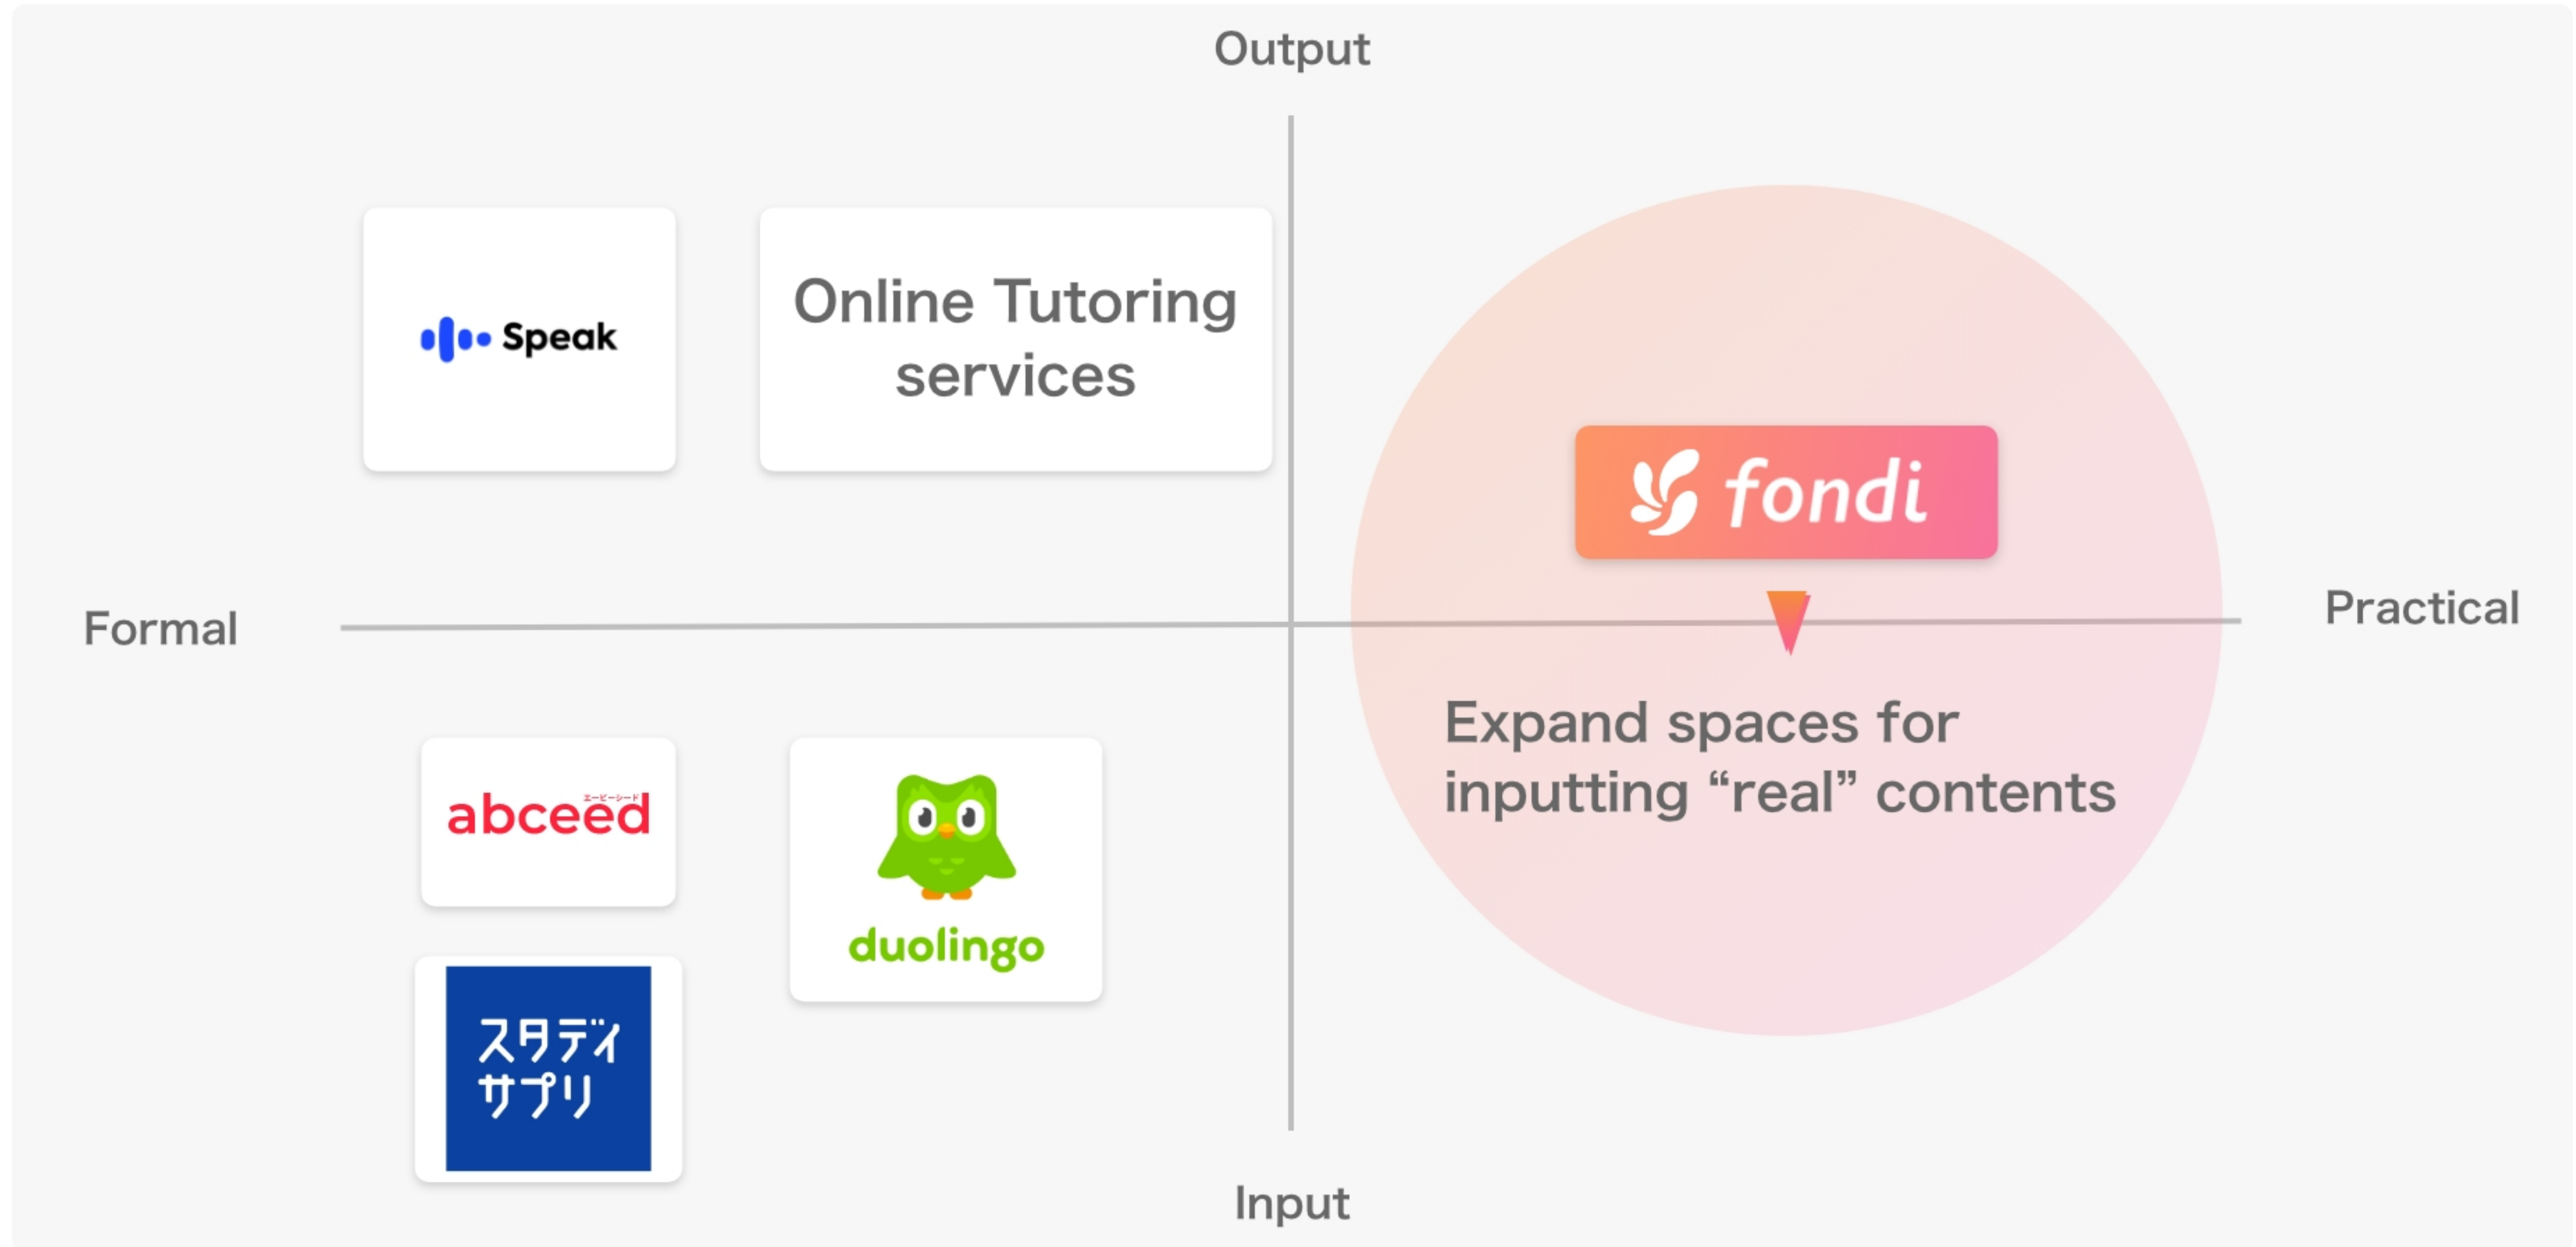 Output
Speak
Online Tutoring
services
fondi
Formal
Practical
Expand spaces for
inputting “real” contents
エービーシード
abceed
duolingo
スタディ
サプリ
Input